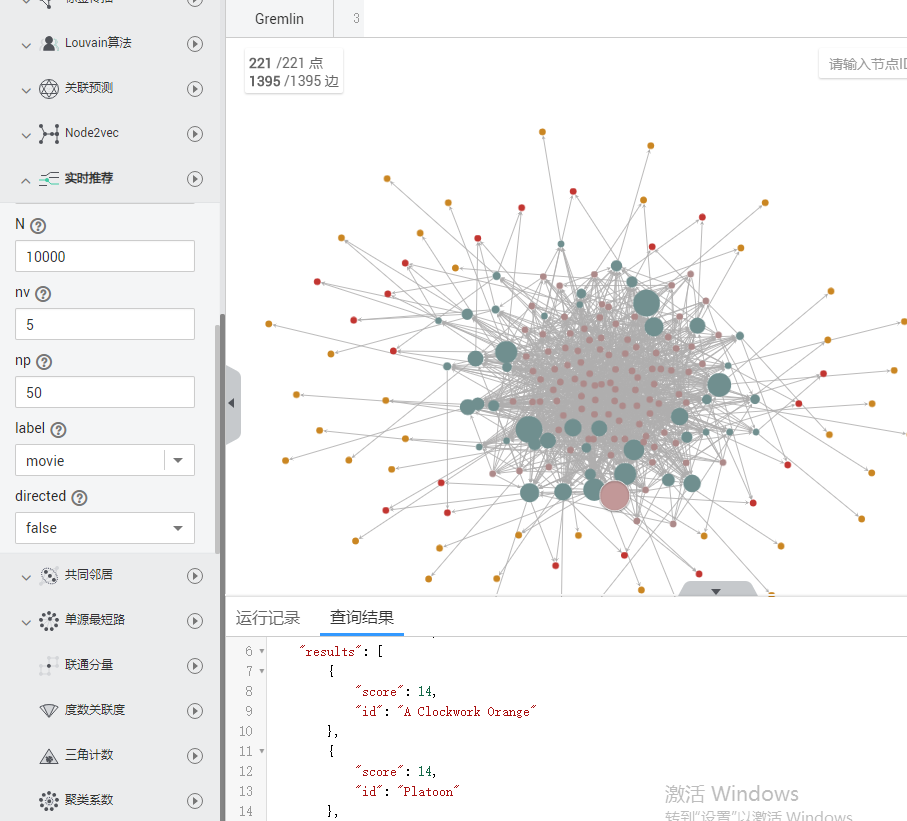 Gremlin
3
Louvain算法
关联预测
Node2vec
实时推荐
N ?
10000
nv ?
5
np ?
50
label ?
movie
directed ?
false
共同邻居
单源最短路
联通分量
度数关联度
三角计数
聚类系数
221 /221 点
1395 /1395 边
请输入节点ID
运行记录
查询结果
6 "results": [
7 {
8 "score": 14,
9 "id": "A Clockwork Orange"
10 },
11 {
12 "score": 14,
13 "id": "Platoon"
14 },
激活 Windows
转到"设置"以激活 Windows